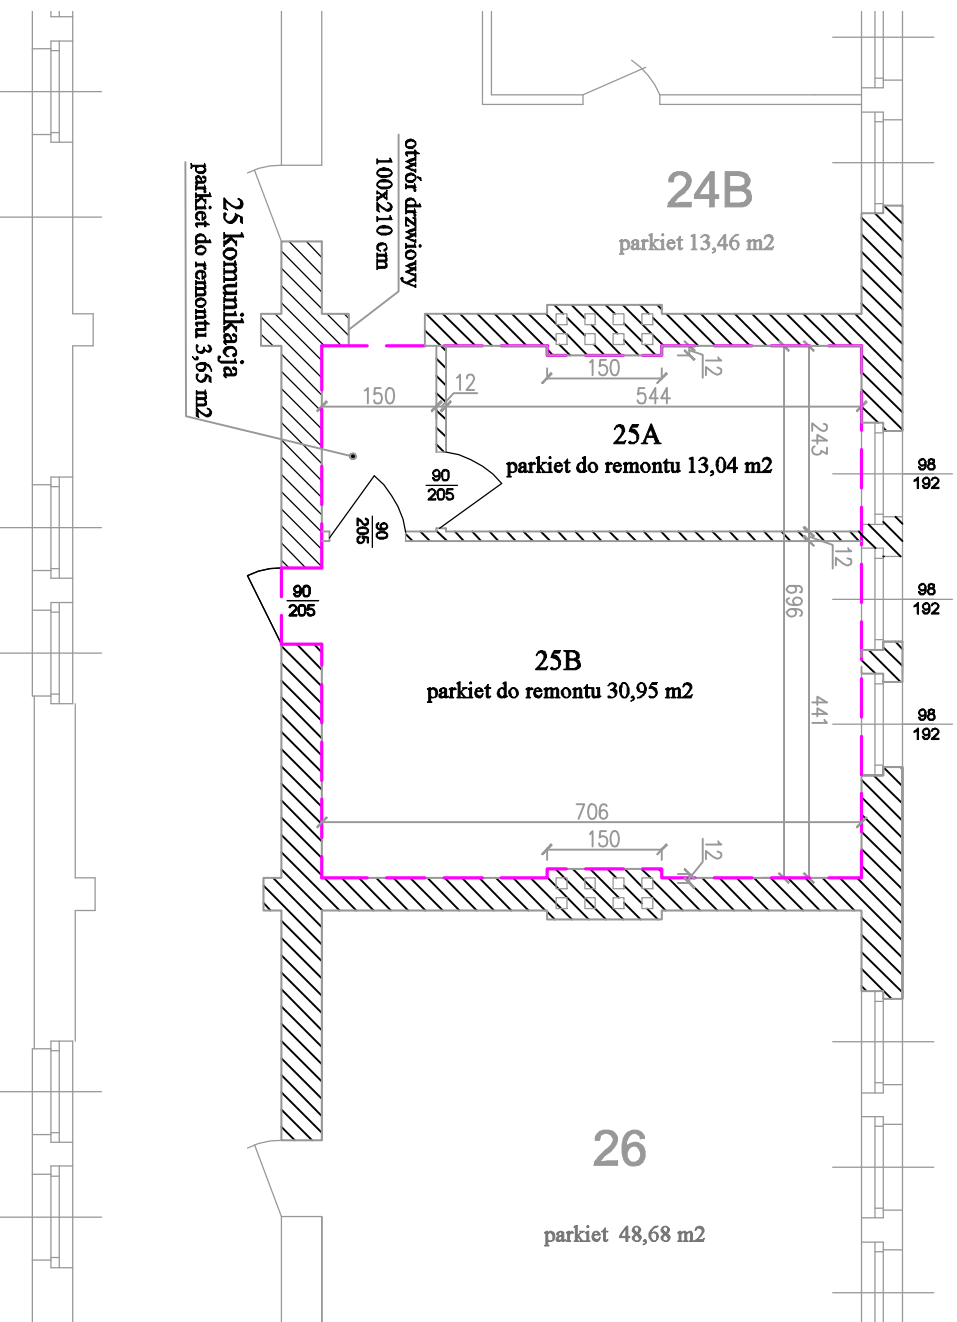 24B
parkiet 13,46 m2
otwór drzwiowy
100x210 cm
25 komunikacja
parkiet do remontu 3,65 m2
12
150
150
12
544
25A
parkiet do remontu 13,04 m2
243
90
205
90
205
98
192
12
90
205
696
98
192
25B
parkiet do remontu 30,95 m2
441
98
192
706
150
12
26
parkiet 48,68 m2